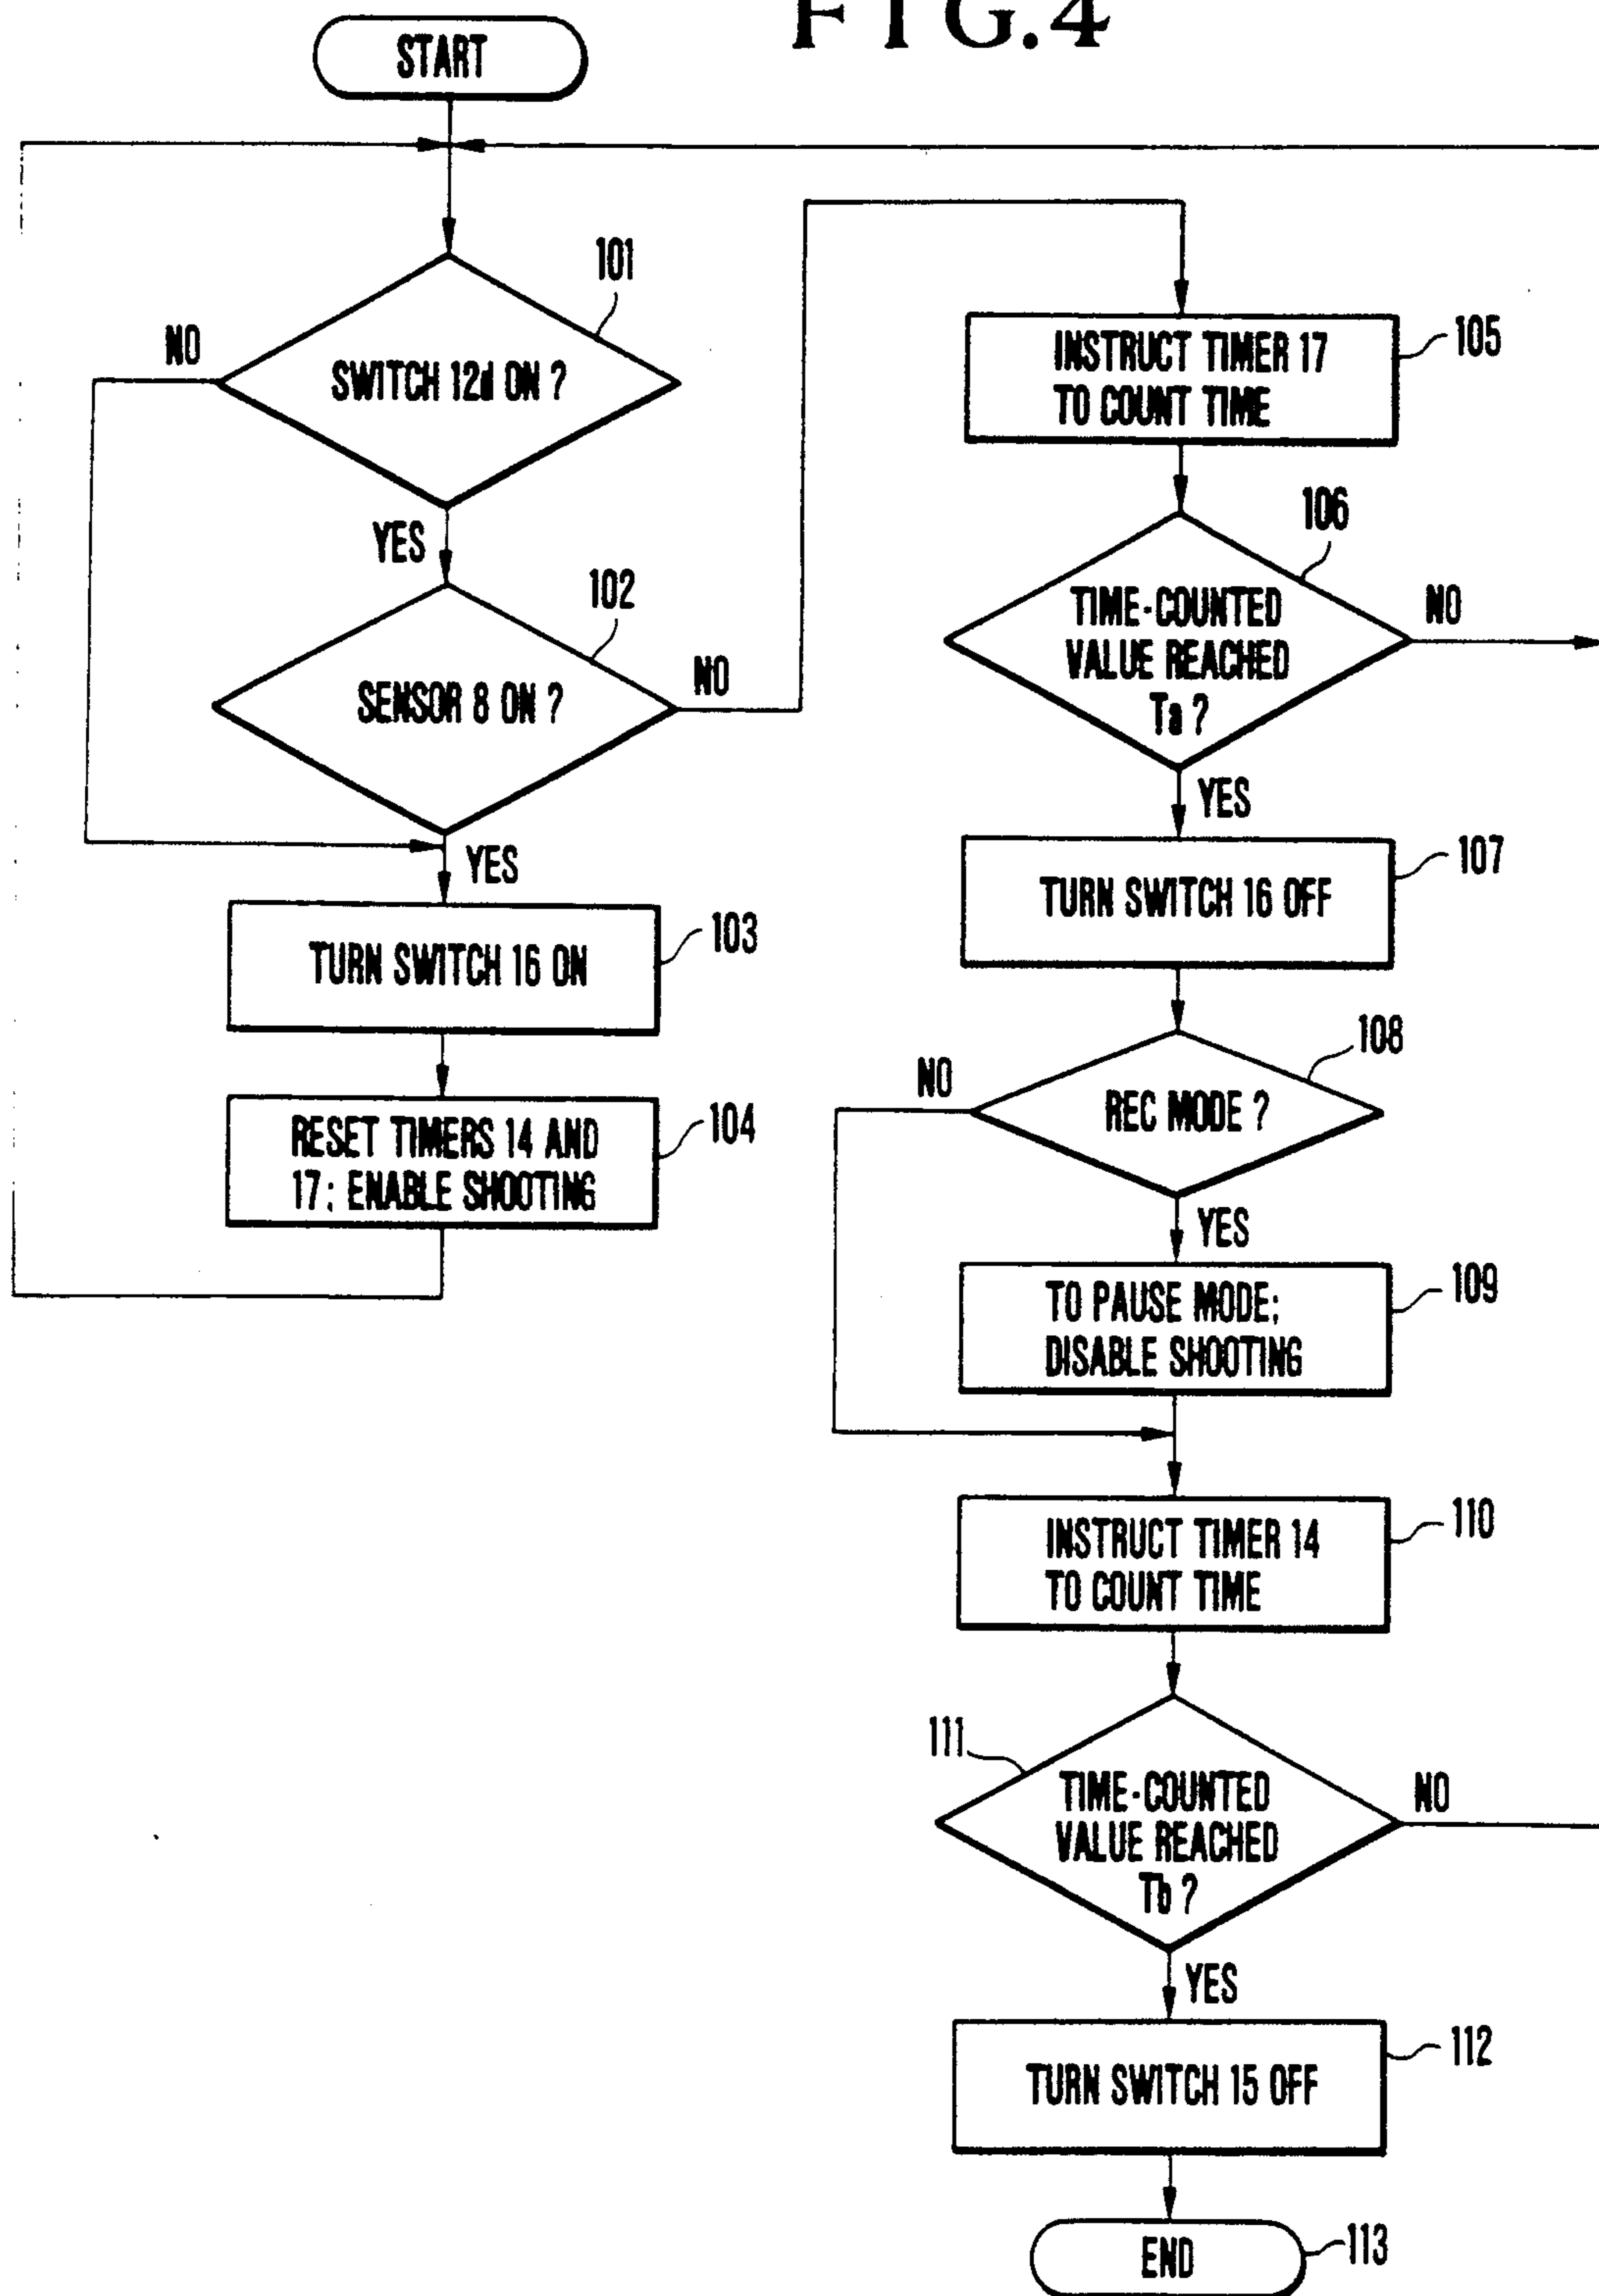 FIG.4
START
101
NO
SWITCH 12d ON ?
YES
102
SENSOR 8 ON ?
NO
YES
103
TURN SWITCH 16 ON
104
RESET TIMERS 14 AND
17; ENABLE SHOOTING
105
INSTRUCT TIMER 17
TO COUNT TIME
106
TIME-COUNTED
VALUE REACHED
Ta ?
NO
YES
107
TURN SWITCH 16 OFF
108
NO
REC MODE ?
YES
109
TO PAUSE MODE;
DISABLE SHOOTING
110
INSTRUCT TIMER 14
TO COUNT TIME
111
TIME-COUNTED
VALUE REACHED
Tb ?
NO
YES
112
TURN SWITCH 15 OFF
END
113